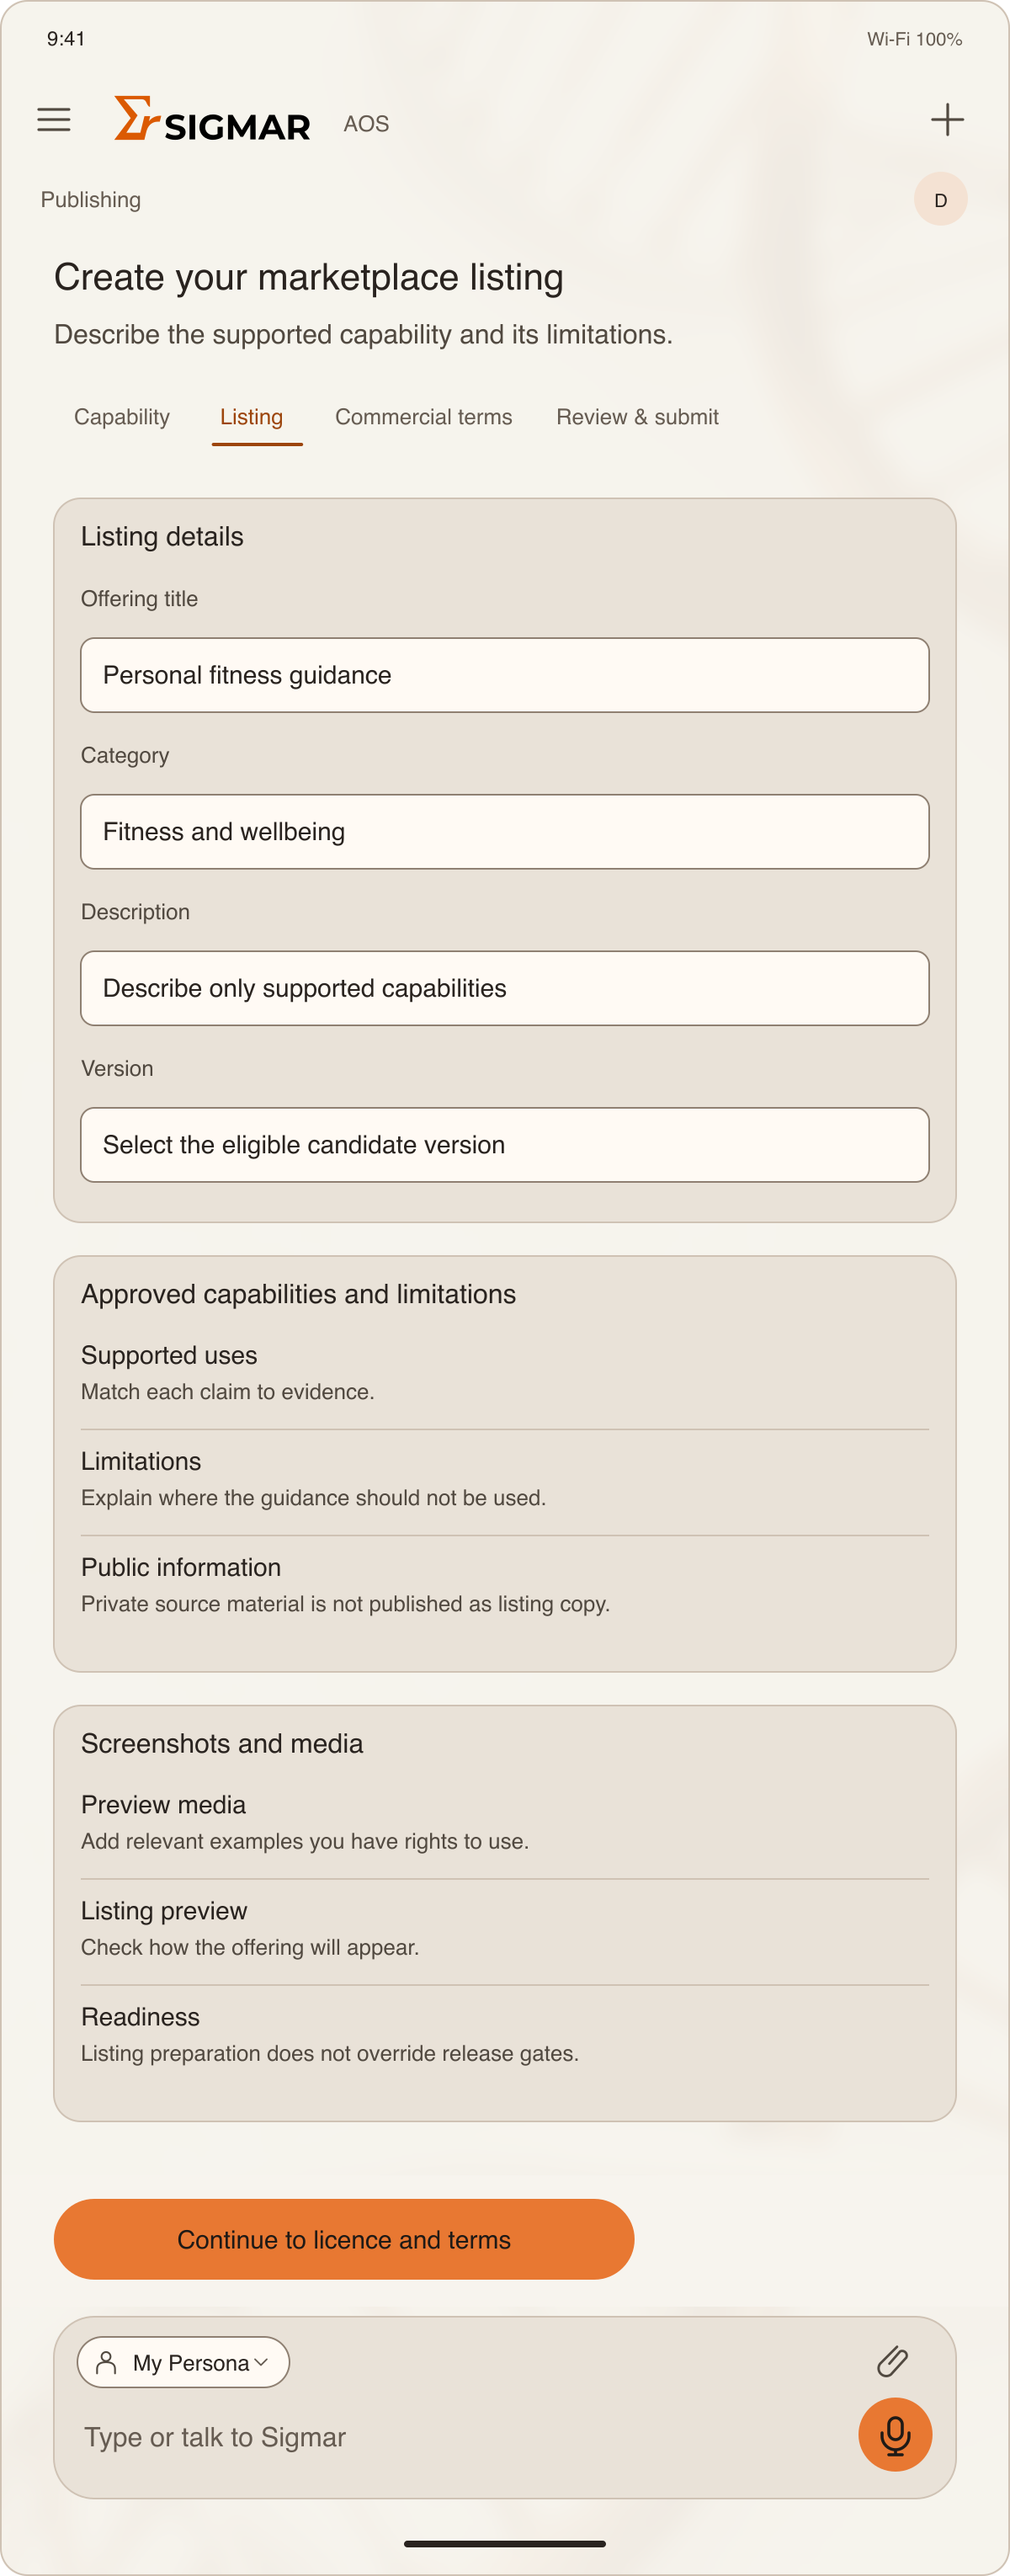 9:41
Wi-Fi 100%
Σr SIGMAR AOS
Publishing
D
Create your marketplace listing
Describe the supported capability and its limitations.
Capability Listing Commercial terms Review & submit
Listing details
Offering title
Personal fitness guidance
Category
Fitness and wellbeing
Description
Describe only supported capabilities
Version
Select the eligible candidate version
Approved capabilities and limitations
Supported uses
Match each claim to evidence.
Limitations
Explain where the guidance should not be used.
Public information
Private source material is not published as listing copy.
Screenshots and media
Preview media
Add relevant examples you have rights to use.
Listing preview
Check how the offering will appear.
Readiness
Listing preparation does not override release gates.
Continue to licence and terms
My Persona
Type or talk to Sigmar